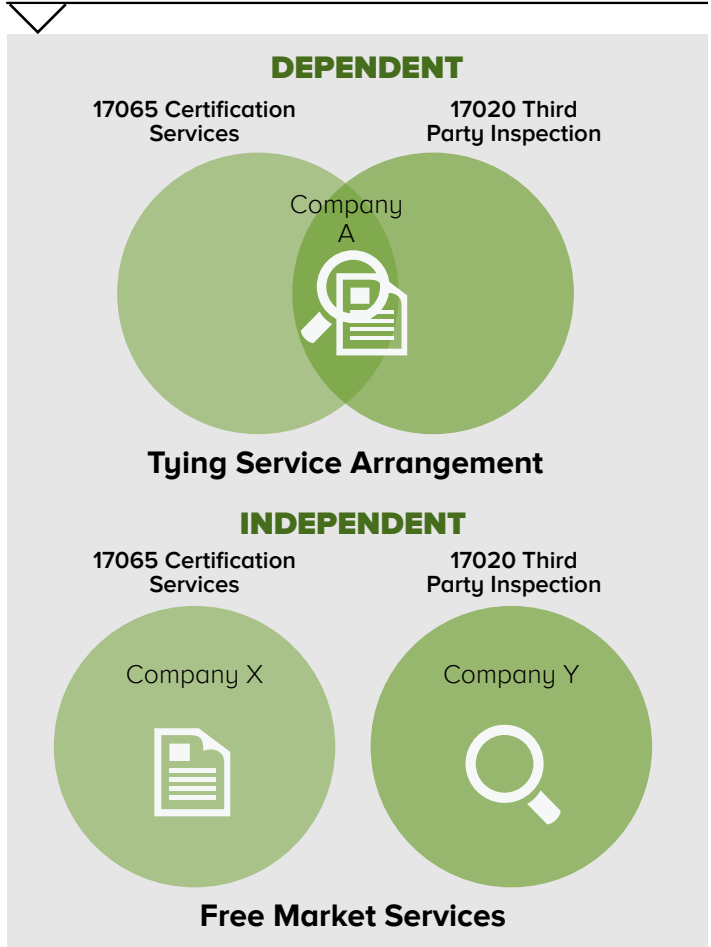 DEPENDENT
17065 Certification
Services
17020 Third
Party Inspection
Company
A
Tying Service Arrangement
INDEPENDENT
17065 Certification
Services
17020 Third
Party Inspection
Company X
Company Y
Free Market Services